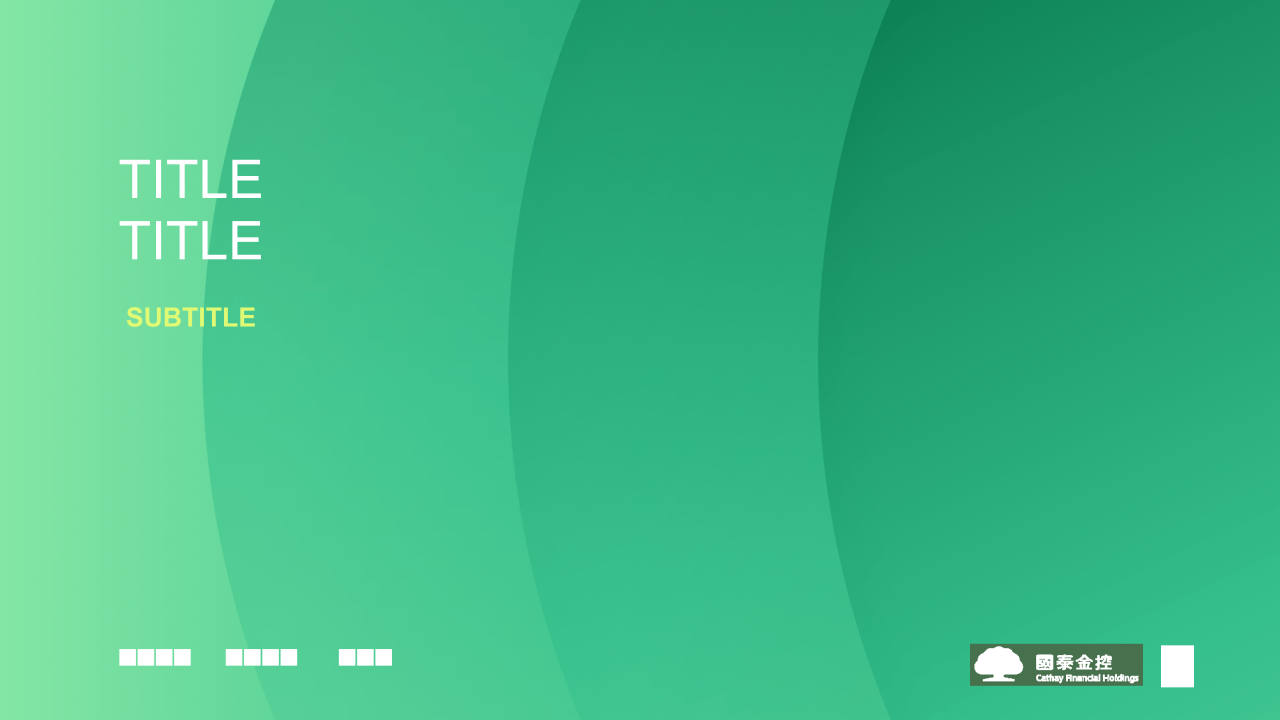 TITLE
TITLE
SUBTITLE
國泰金控
Cathay Financial Holdings